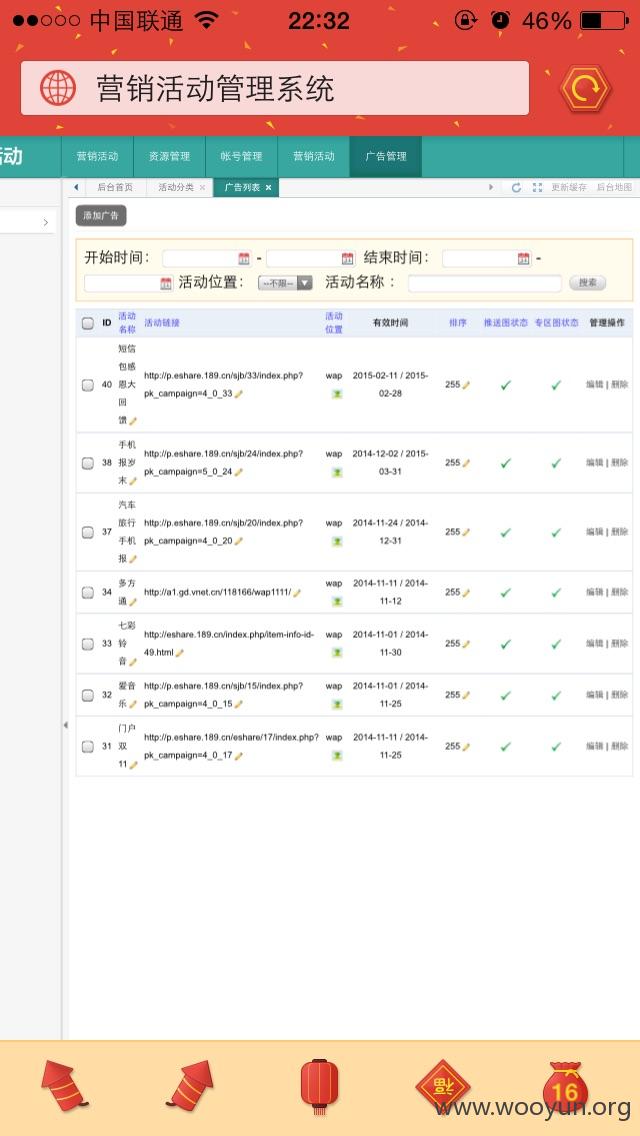 中国联通 22:32 46%
营销活动管理系统
活动 营销活动 资源管理 帐号管理 营销活动 广告管理
后台首页 活动分类 × 广告列表 × 更新缓存 后台地图
添加广告
开始时间: - 结束时间: -
活动位置: --不限-- 活动名称 : 搜索
ID 活动名称 活动链接 活动位置 有效时间 排序 推送图状态 专区图状态 管理操作
40 短信包感恩大回馈 http://p.eshare.189.cn/sjb/33/index.php?pk_campaign=4_0_33 wap 2015-02-11 / 2015-02-28 255 编辑 | 删除
38 手机报岁末 http://p.eshare.189.cn/sjb/24/index.php?pk_campaign=5_0_24 wap 2014-12-02 / 2015-03-31 255 编辑 | 删除
37 汽车旅行手机报 http://p.eshare.189.cn/sjb/20/index.php?pk_campaign=4_0_20 wap 2014-11-24 / 2014-12-31 255 编辑 | 删除
34 多方通 http://a1.gd.vnet.cn/118166/wap1111/ wap 2014-11-11 / 2014-11-12 255 编辑 | 删除
33 七彩铃音 http://eshare.189.cn/index.php/item-info-id-49.html wap 2014-11-01 / 2014-11-30 255 编辑 | 删除
32 爱音乐 http://p.eshare.189.cn/sjb/15/index.php?pk_campaign=4_0_15 wap 2014-11-01 / 2014-11-25 255 编辑 | 删除
31 门户双11 http://p.eshare.189.cn/eshare/17/index.php?pk_campaign=4_0_17 wap 2014-11-11 / 2014-11-25 255 编辑 | 删除
福 16
www.wooyun.org